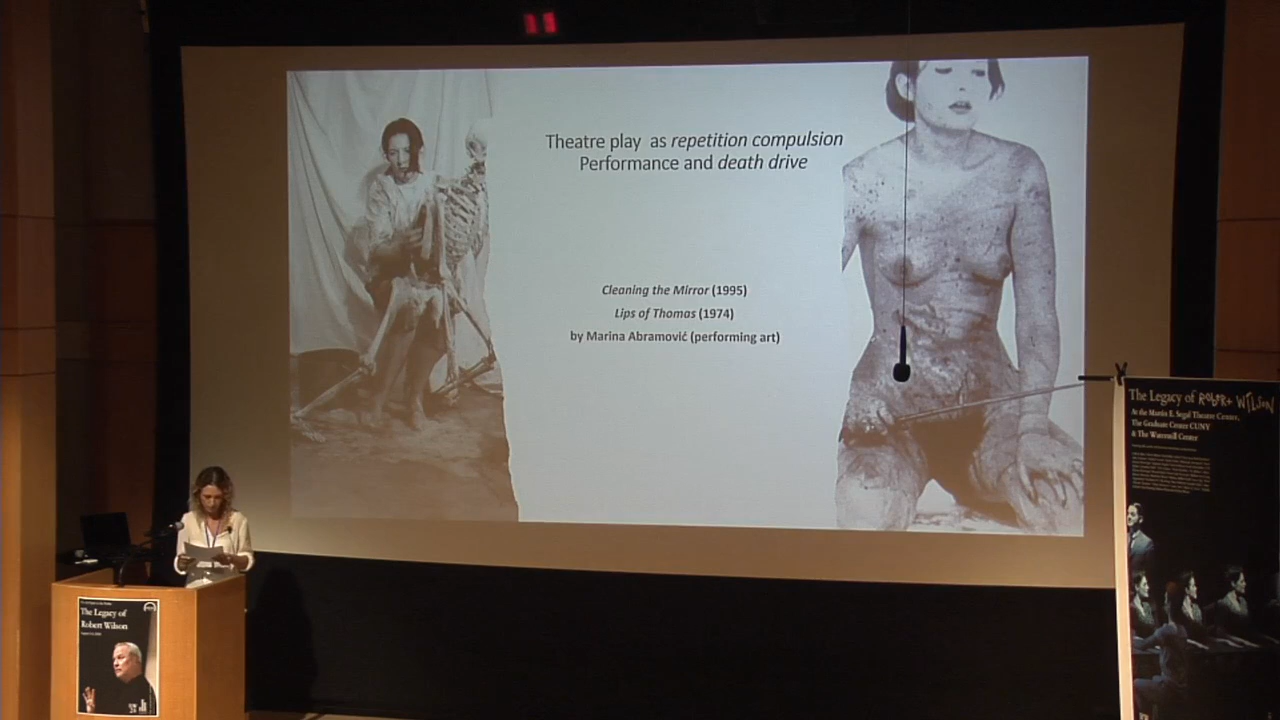 11
Theatre play as repetition compulsion
Performance and death drive
Cleaning the Mirror (1995)
Lips of Thomas (1974)
by Marina Abramović (performing art)
The Legacy of ROBERT WILSON
At the Martin E. Segal Theatre Center,
The Graduate Center CUNY
& The Watermill Center
The Legacy of
Robert Wilson